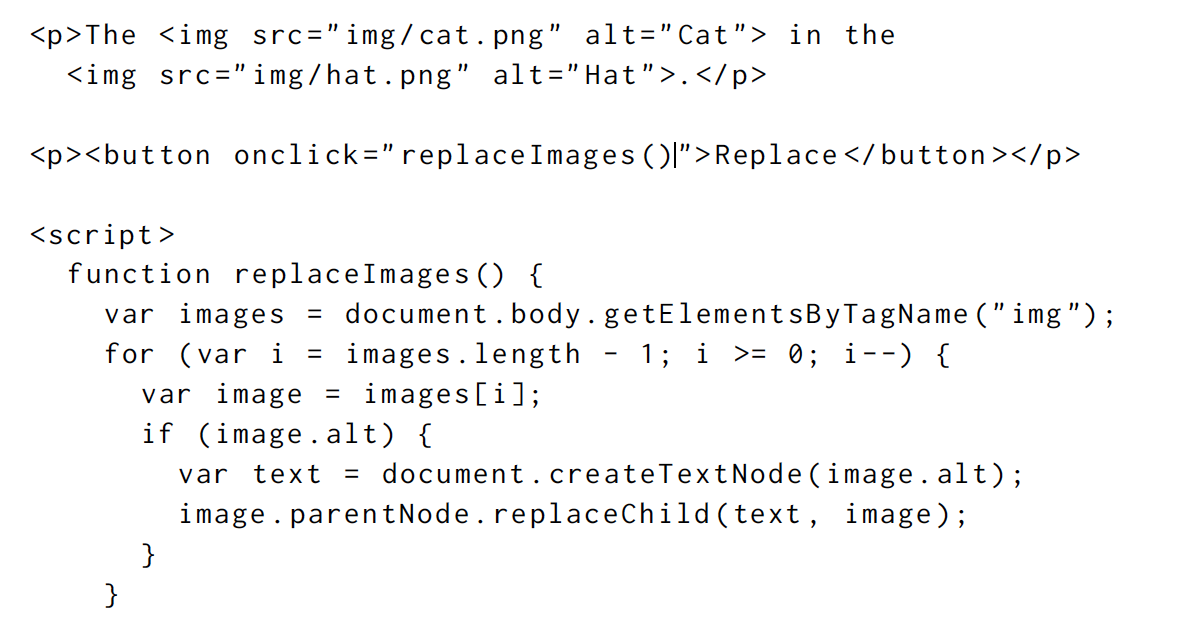 <p>The <img src="img/cat.png" alt="Cat"> in the
  <img src="img/hat.png" alt="Hat">.</p>

<p><button onclick="replaceImages()">Replace</button></p>

<script>
  function replaceImages() {
    var images = document.body.getElementsByTagName("img");
    for (var i = images.length - 1; i >= 0; i--) {
      var image = images[i];
      if (image.alt) {
        var text = document.createTextNode(image.alt);
        image.parentNode.replaceChild(text, image);
      }
    }